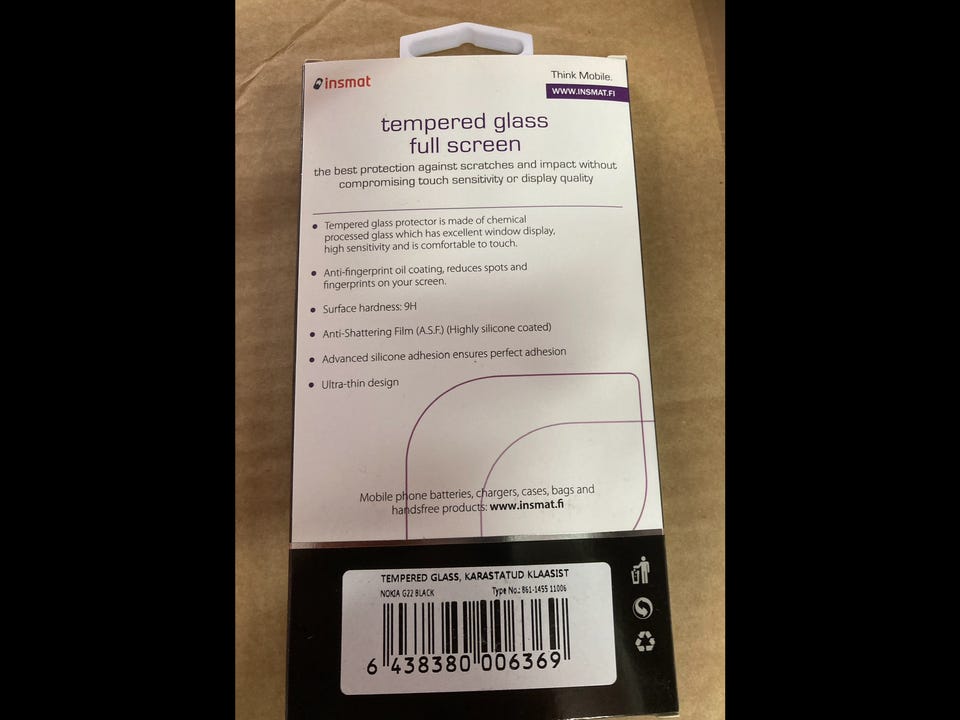 insmat
Think Mobile.
WWW.INSMAT.FI
tempered glass
full screen
the best protection against scratches and impact without
compromising touch sensitivity or display quality
• Tempered glass protector is made of chemical
processed glass which has excellent window display,
high sensitivity and is comfortable to touch.
• Anti-fingerprint oil coating, reduces spots and
fingerprints on your screen.
• Surface hardness: 9H
• Anti-Shattering Film (A.S.F.) (Highly silicone coated)
• Advanced silicone adhesion ensures perfect adhesion
• Ultra-thin design
Mobile phone batteries, chargers, cases, bags and
handsfree products: www.insmat.fi
TEMPERED GLASS, KARASTATUD KLAASIST
NOKIA G22 BLACK Type No.: 861-1455 11006
6 438380 006369